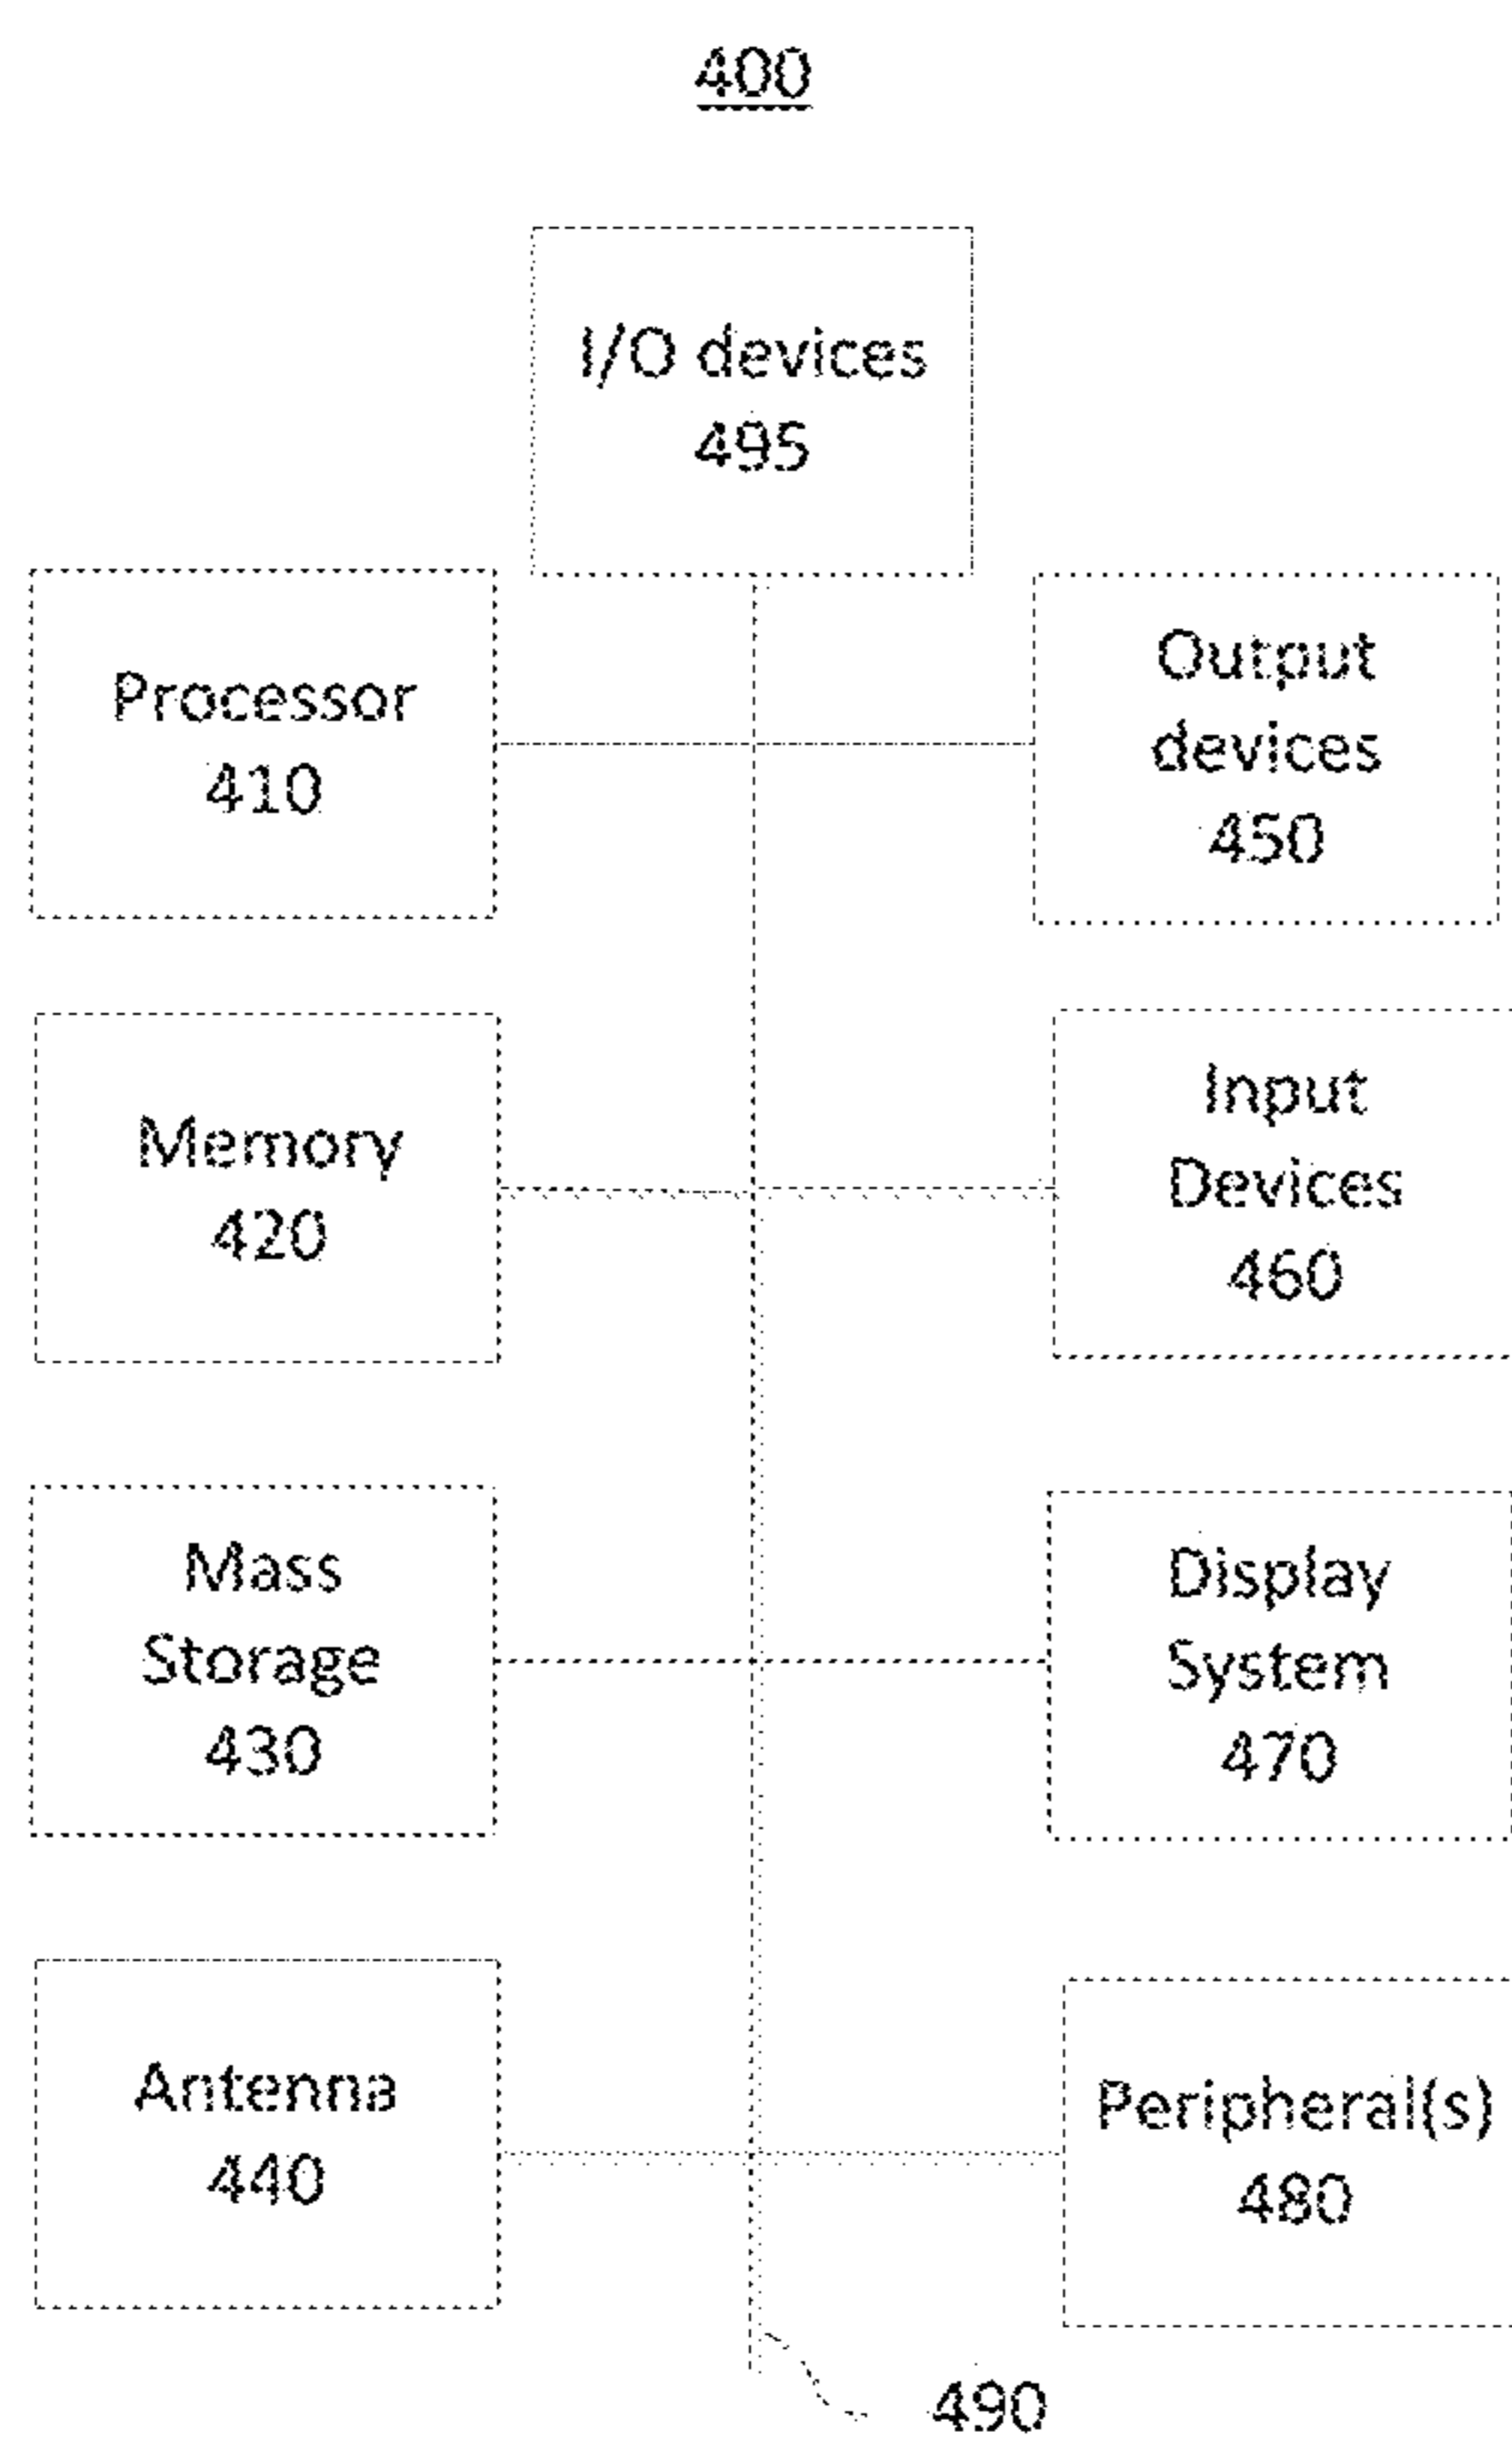 400
I/O devices
495
Processor
410
Output
devices
450
Memory
420
Input
Devices
460
Mass
Storage
430
Display
System
470
Antenna
440
Peripheral(s)
480
490